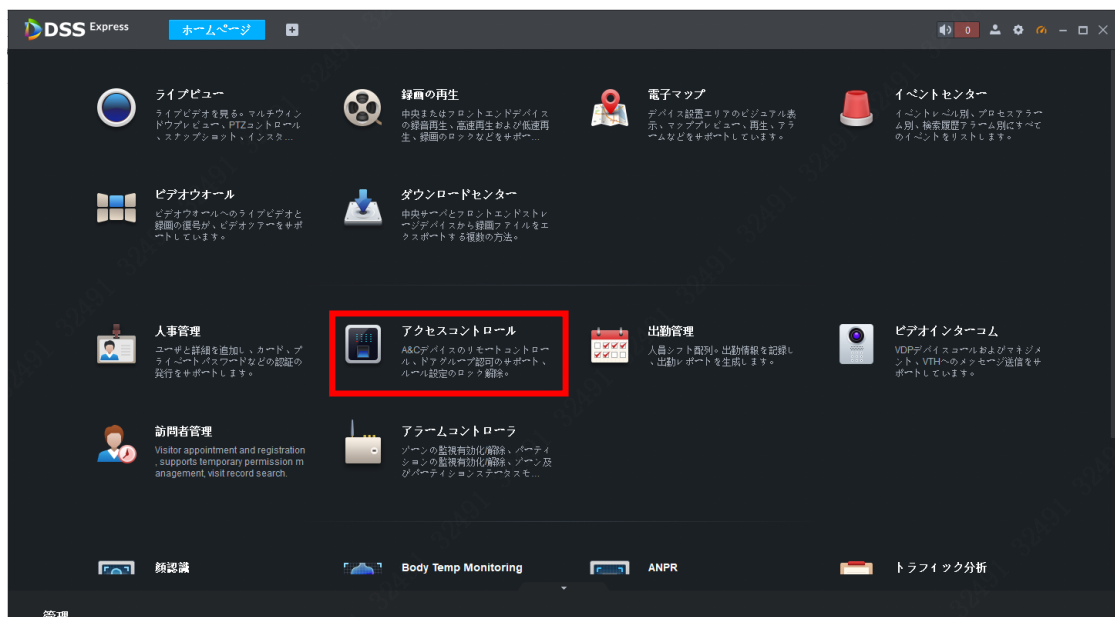 DSS Express
ホームページ
0
ライブビュー
ライブビデオを見る。マルチウィン
ドウプレビュー、PTZコントロール
、スナップショット、インスタ...
録画の再生
中央またはフロントエンドデバイス
の録音再生、高速再生および低速再
生、録画のロックなどをサポー...
電子マップ
デバイス設置エリアのビジュアル表
示、マッププレビュー、再生、アラ
ームなどをサポートしています。
イベントセンター
イベントレベル別、プロセスアラー
ム別、検索履歴アラーム別にすべて
のイベントをリストします。
ビデオウオール
ビデオウオールへのライブビデオと
録画の復号が、ビデオツアーをサポ
ートしています。
ダウンロードセンター
中央サーバとフロントエンドストレ
ージデバイスから録画ファイルをエ
クスポートする複数の方法。
人事管理
ユーザと詳細を追加し、カード、プ
ライベートパスワードなどの認証の
発行をサポートします。
アクセスコントロール
A&Cデバイスのリモートコントロー
ル、ドアグループ認可のサポート、
ルール設定のロック解除。
出勤管理
人員シフト配列。出勤情報を記録し
、出勤レポートを生成します。
ビデオインターコム
VDPデバイスコールおよびマネジメ
ント、VTHへのメッセージ送信をサ
ポートしています。
訪問者管理
Visitor appointment and registration
, supports temporary permission m
anagement, visit record search.
アラームコントローラ
ゾーンの監視有効化/解除、パーティ
ションの監視有効化/解除、ゾーン及
びパーティションステータスモ...
顔認識
Body Temp Monitoring
ANPR
トラフィック分析
管理
32491